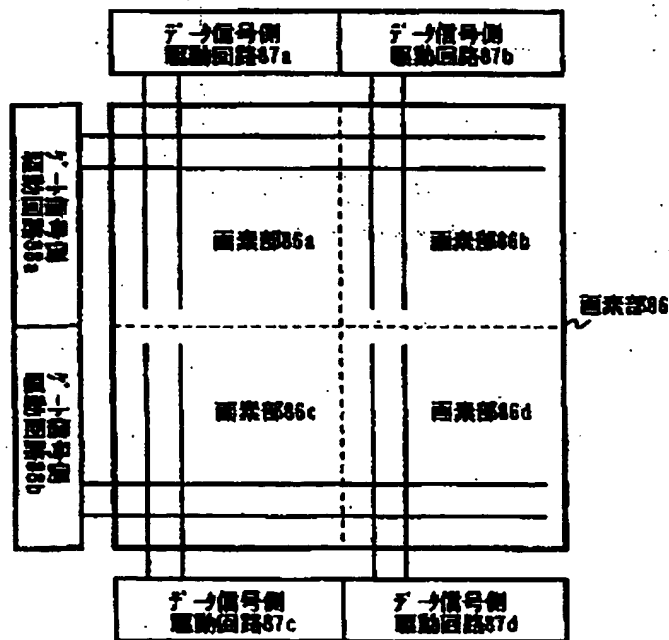 データ信号側
駆動回路87a
データ信号側
駆動回路87b
ゲート信号側
駆動回路88a
画素部86a
画素部86b
画素部86
ゲート信号側
駆動回路88b
画素部86c
画素部86d
データ信号側
駆動回路87c
データ信号側
駆動回路87d